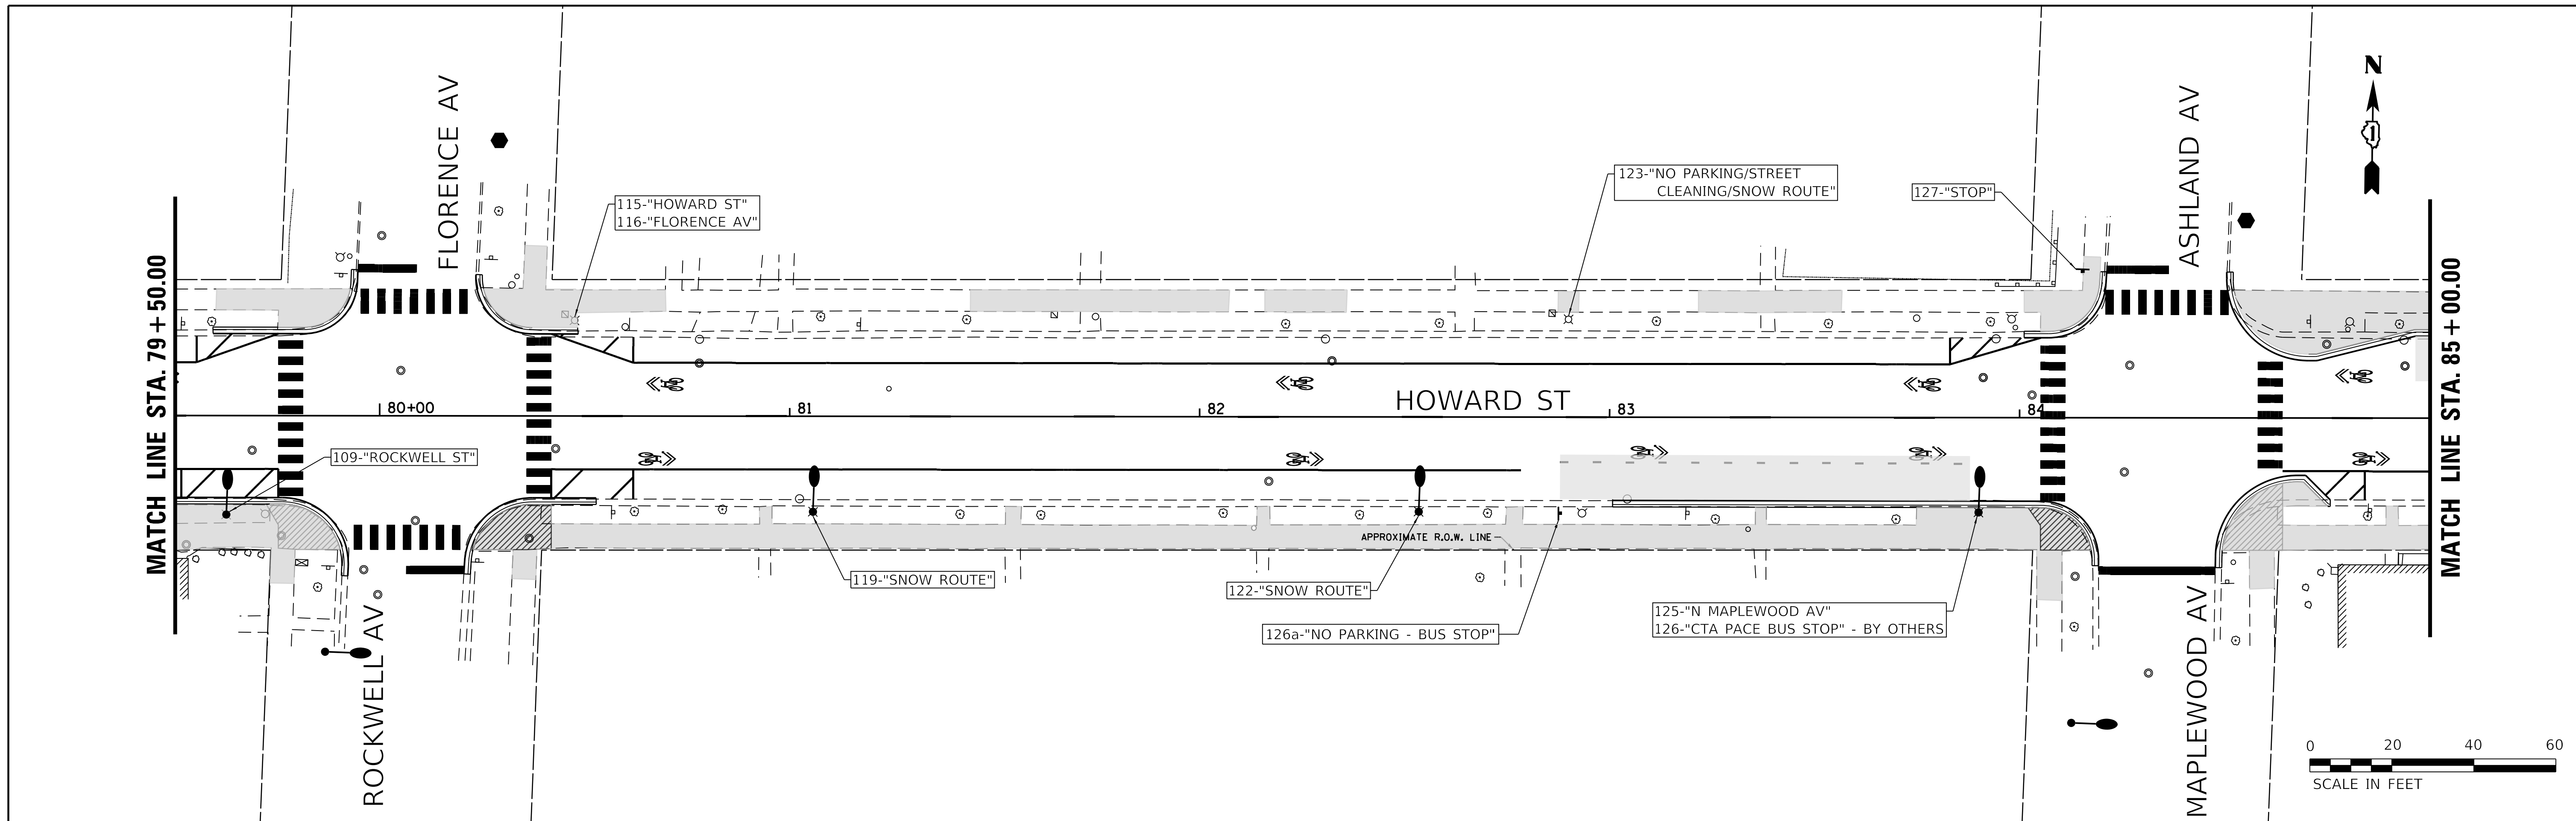 FLORENCE AV
ASHLAND AV
N
1
123-"NO PARKING/STREET
CLEANING/SNOW ROUTE"
127-"STOP"
115-"HOWARD ST"
116-"FLORENCE AV"
MATCH LINE STA. 79+50.00
MATCH LINE STA. 85+00.00
80+00
81
82
HOWARD ST
83
84
109-"ROCKWELL ST"
APPROXIMATE R.O.W. LINE
119-"SNOW ROUTE"
122-"SNOW ROUTE"
126a-"NO PARKING - BUS STOP"
125-"N MAPLEWOOD AV"
126-"CTA PACE BUS STOP" - BY OTHERS
ROCKWELL AV
MAPLEWOOD AV
0 20 40 60
SCALE IN FEET